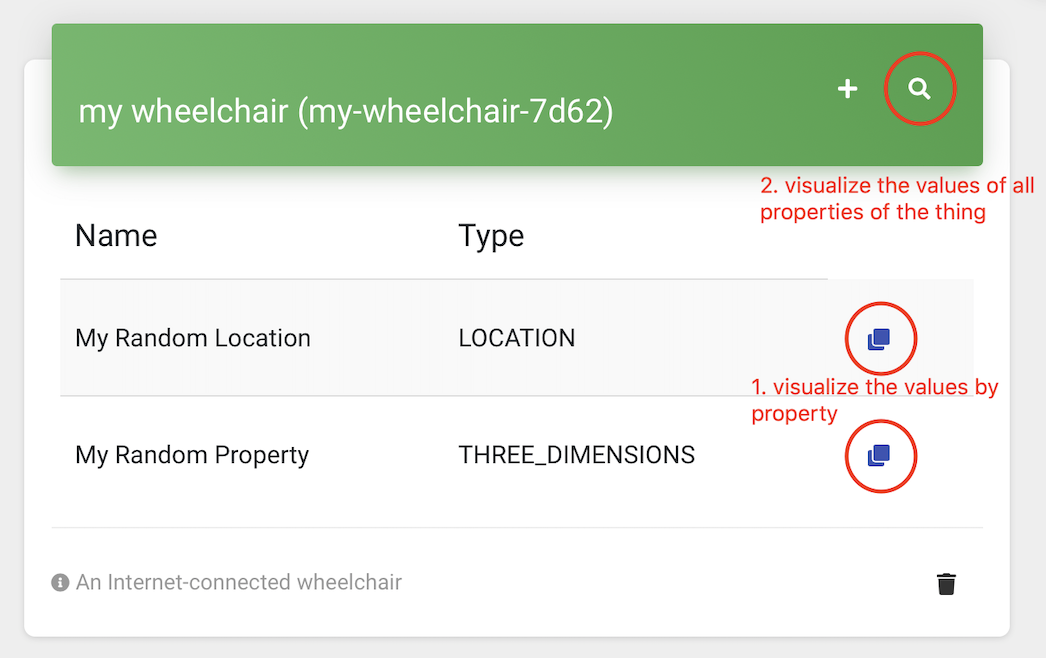 my wheelchair (my-wheelchair-7d62)
2. visualize the values of all
properties of the thing
Name Type
My Random Location LOCATION
1. visualize the values by
property
My Random Property THREE_DIMENSIONS
An Internet-connected wheelchair